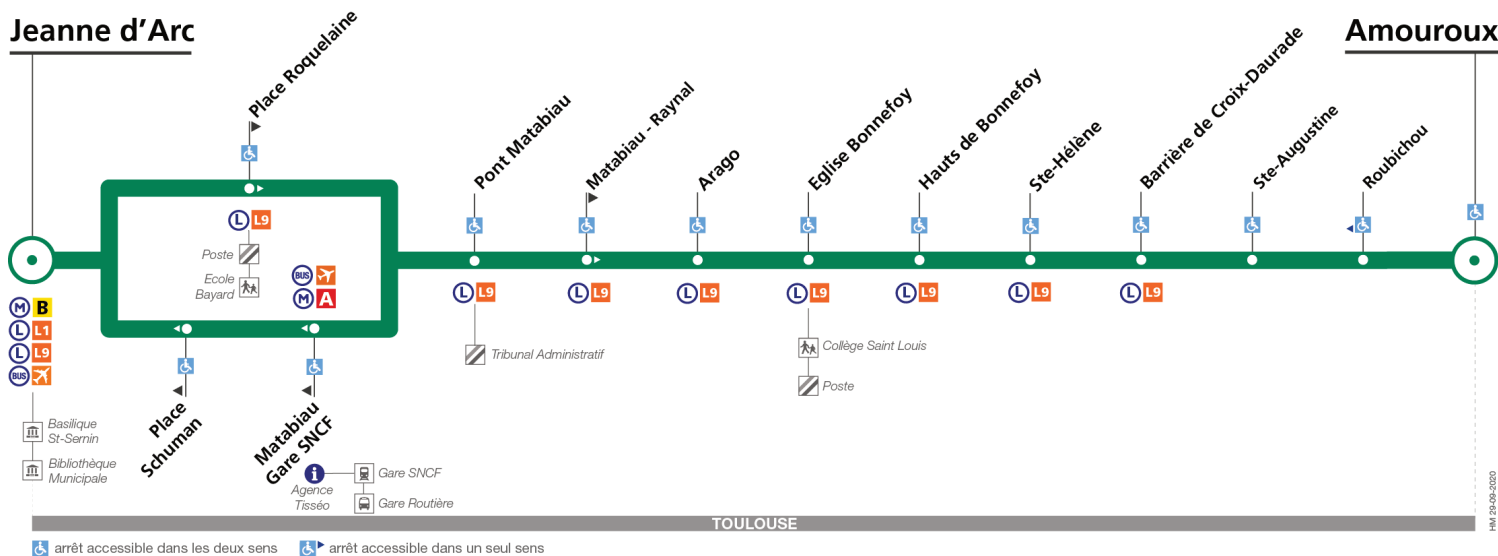 Jeanne d'Arc
Amouroux
Place Roquelaine
Pont Matabiau
Matabiau - Raynal
Arago
Eglise Bonnefoy
Hauts de Bonnefoy
Ste-Hélène
Barrière de Croix-Daurade
Ste-Augustine
Roubichou
L L9
Poste
Ecole
Bayard
BUS
M A
M B
L L1
L L9
BUS
L L9
L L9
L L9
L L9
L L9
L L9
L L9
Tribunal Administratif
Collège Saint Louis
Poste
Place
Schuman
Matabiau
Gare SNCF
Basilique
St-Sernin
Bibliothèque
Municipale
i
Agence
Tisséo
Gare SNCF
Gare Routière
HM 29-09-2020
TOULOUSE
arrêt accessible dans les deux sens
arrêt accessible dans un seul sens